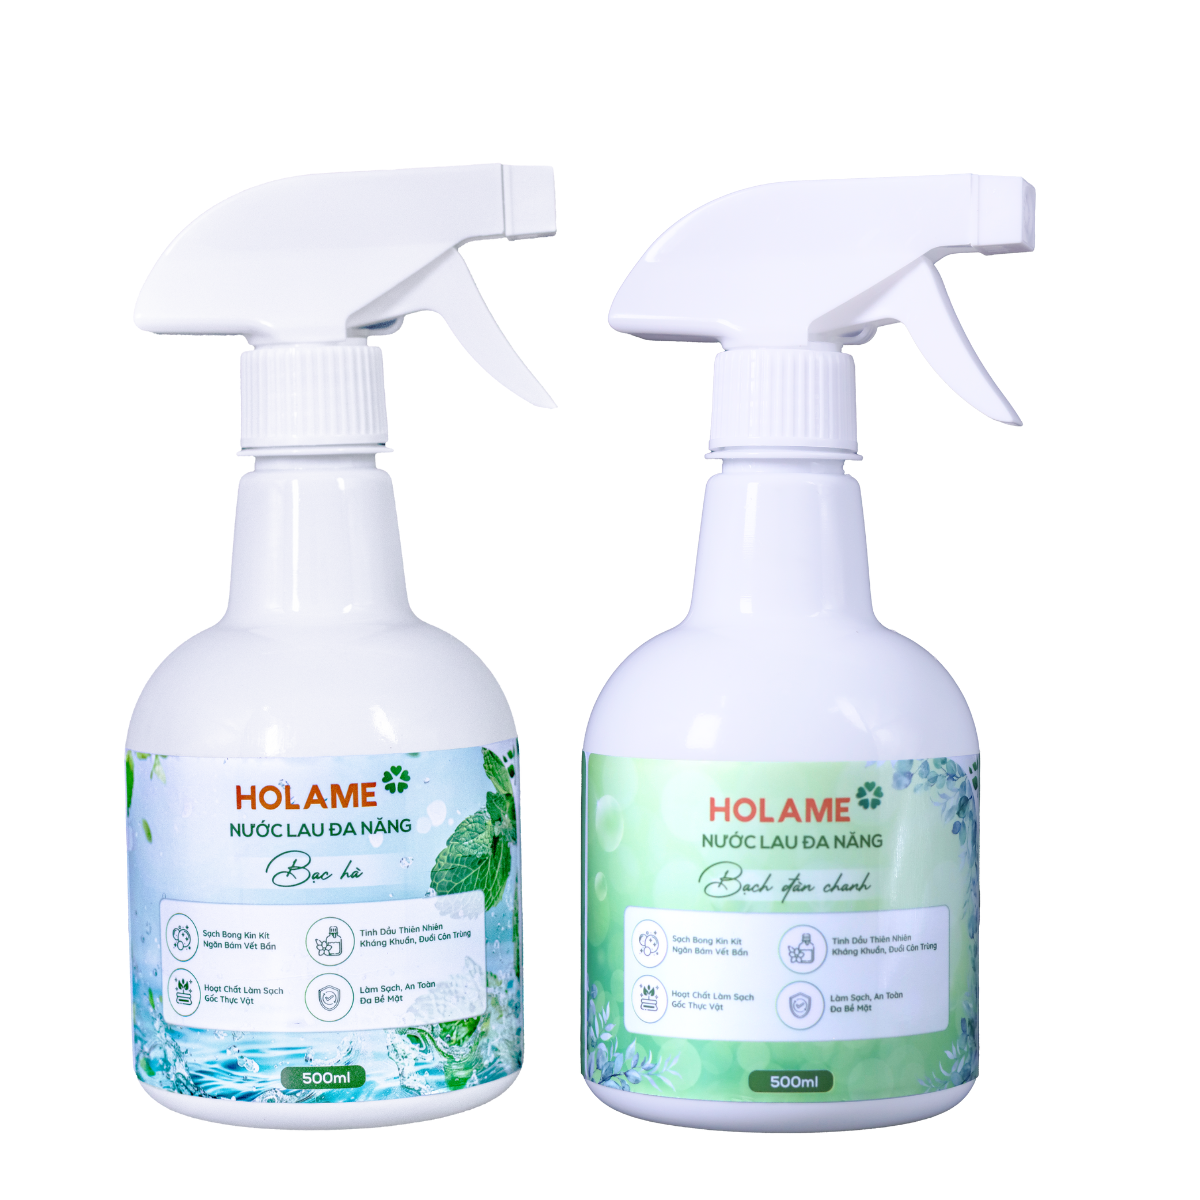 HOLAME
NƯỚC LAU ĐA NĂNG
Bạc hà
Sạch Bong Kin Kít
Ngăn Bám Vết Bẩn
Tinh Dầu Thiên Nhiên
Kháng Khuẩn, Đuổi Côn Trùng
Hoạt Chất Làm Sạch
Gốc Thực Vật
Làm Sạch, An Toàn
Đa Bề Mặt
500ml
HOLAME
NƯỚC LAU ĐA NĂNG
Bạch đàn chanh
Sạch Bong Kin Kít
Ngăn Bám Vết Bẩn
Tinh Dầu Thiên Nhiên
Kháng Khuẩn, Đuổi Côn Trùng
Hoạt Chất Làm Sạch
Gốc Thực Vật
Làm Sạch, An Toàn
Đa Bề Mặt
500ml